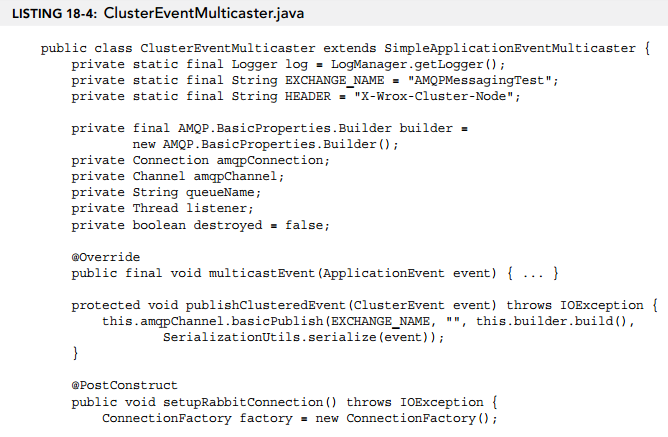 LISTING 18-4: ClusterEventMulticaster.java
public class ClusterEventMulticaster extends SimpleApplicationEventMulticaster {
    private static final Logger log = LogManager.getLogger();
    private static final String EXCHANGE_NAME = "AMQPMessagingTest";
    private static final String HEADER = "X-Wrox-Cluster-Node";

    private final AMQP.BasicProperties.Builder builder =
            new AMQP.BasicProperties.Builder();
    private Connection amqpConnection;
    private Channel amqpChannel;
    private String queueName;
    private Thread listener;
    private boolean destroyed = false;

    @Override
    public final void multicastEvent(ApplicationEvent event) { ... }

    protected void publishClusteredEvent(ClusterEvent event) throws IOException {
        this.amqpChannel.basicPublish(EXCHANGE_NAME, "", this.builder.build(),
                SerializationUtils.serialize(event));
    }

    @PostConstruct
    public void setupRabbitConnection() throws IOException {
        ConnectionFactory factory = new ConnectionFactory();